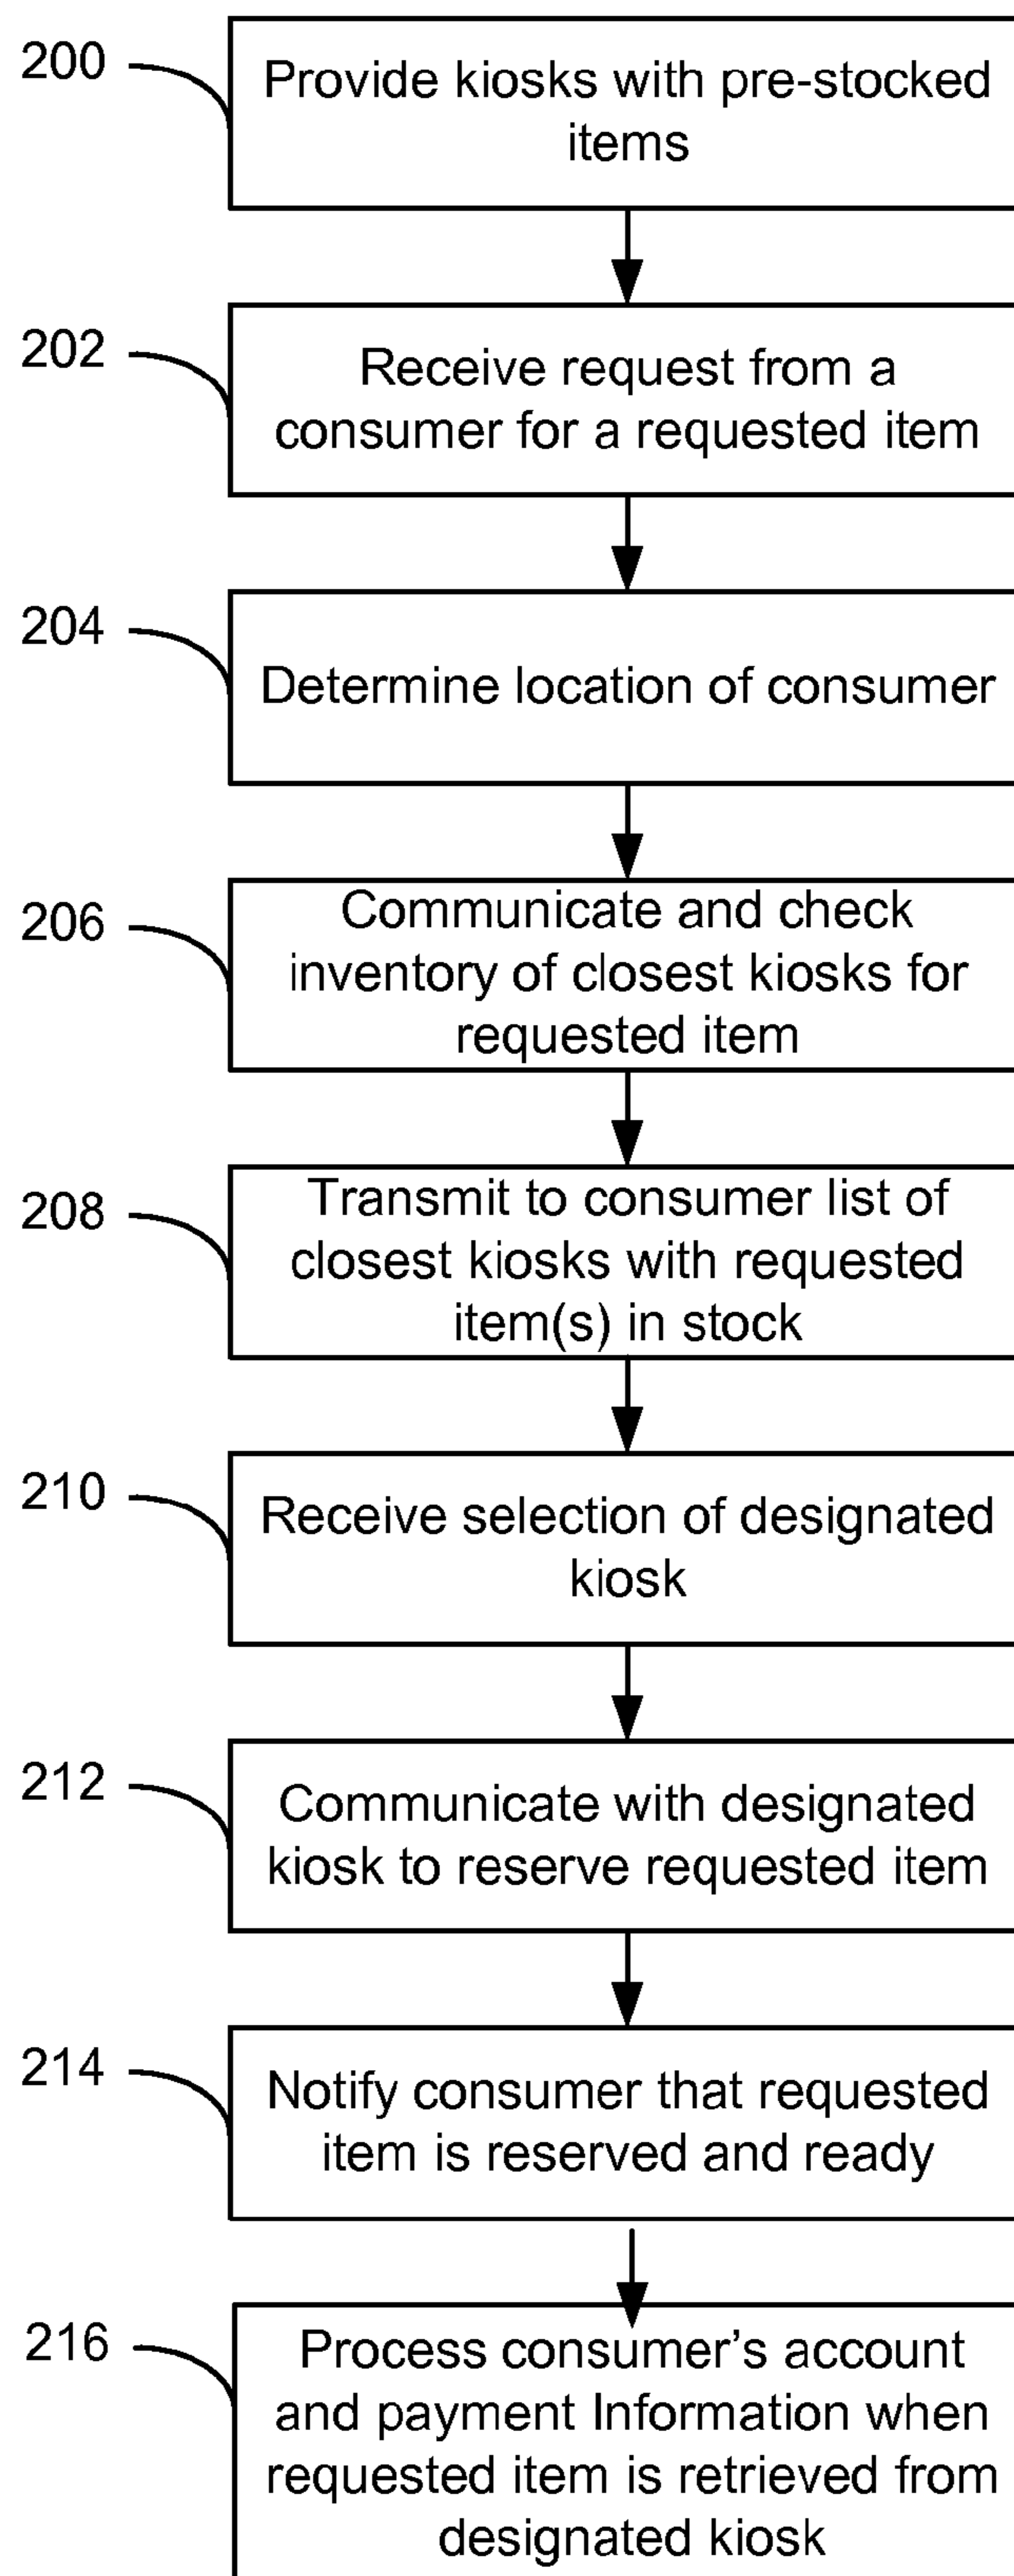 200
Provide kiosks with pre-stocked
items
202
Receive request from a
consumer for a requested item
204
Determine location of consumer
206
Communicate and check
inventory of closest kiosks for
requested item
208
Transmit to consumer list of
closest kiosks with requested
item(s) in stock
210
Receive selection of designated
kiosk
212
Communicate with designated
kiosk to reserve requested item
214
Notify consumer that requested
item is reserved and ready
216
Process consumer's account
and payment Information when
requested item is retrieved from
designated kiosk